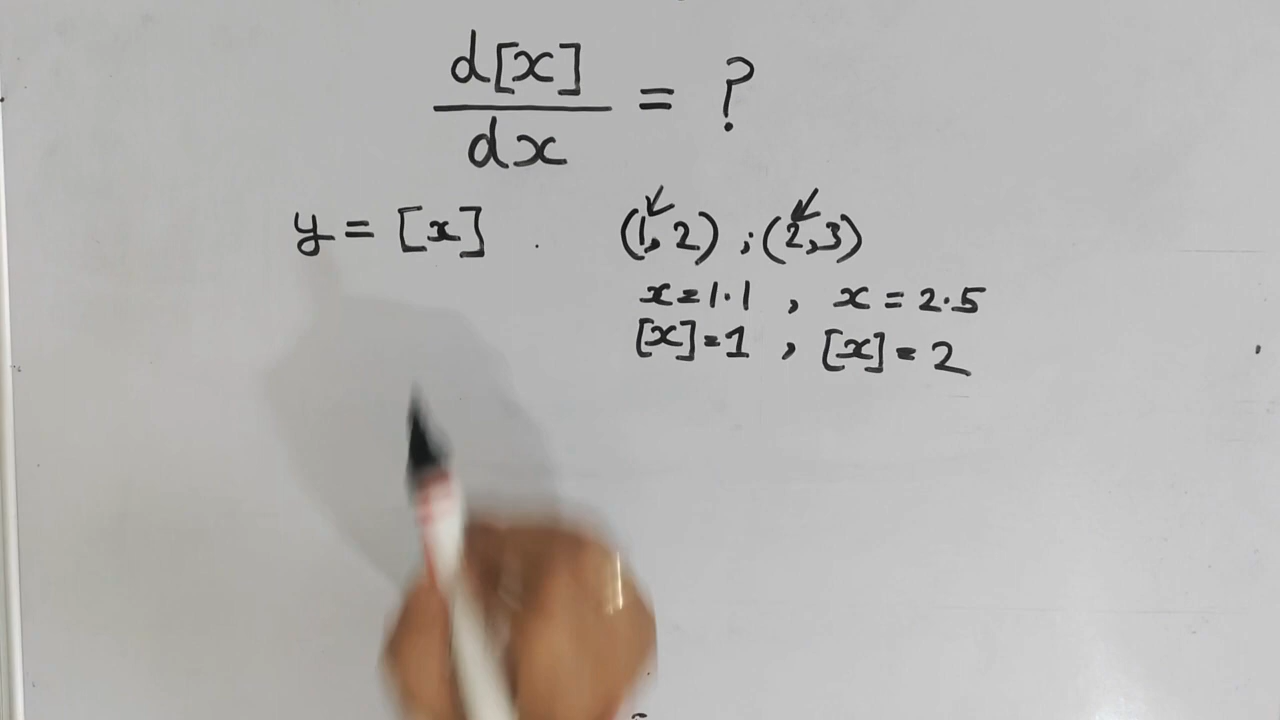 d[x]
dx
= ?
y = [x] . (1,2) ; (2,3)
x=1.1 , x = 2.5
[x]=1 , [x] = 2